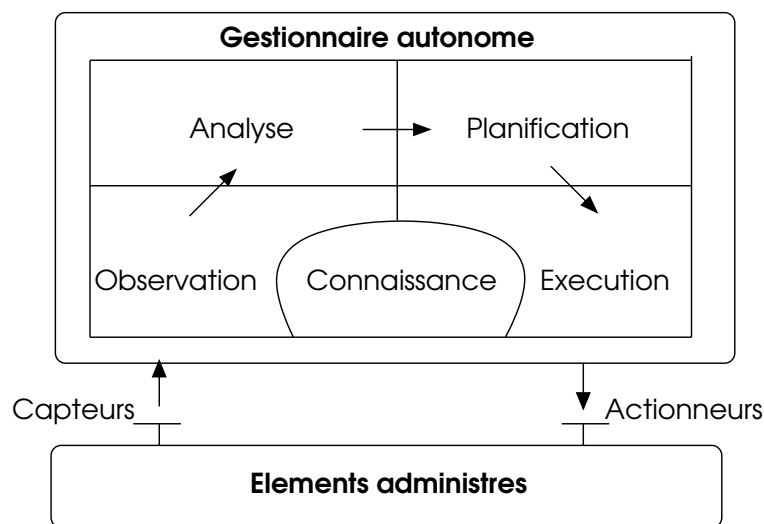 Gestionnaire autonome
Analyse Planification
Observation Connaissance Execution
Capteurs Actionneurs
Elements administres